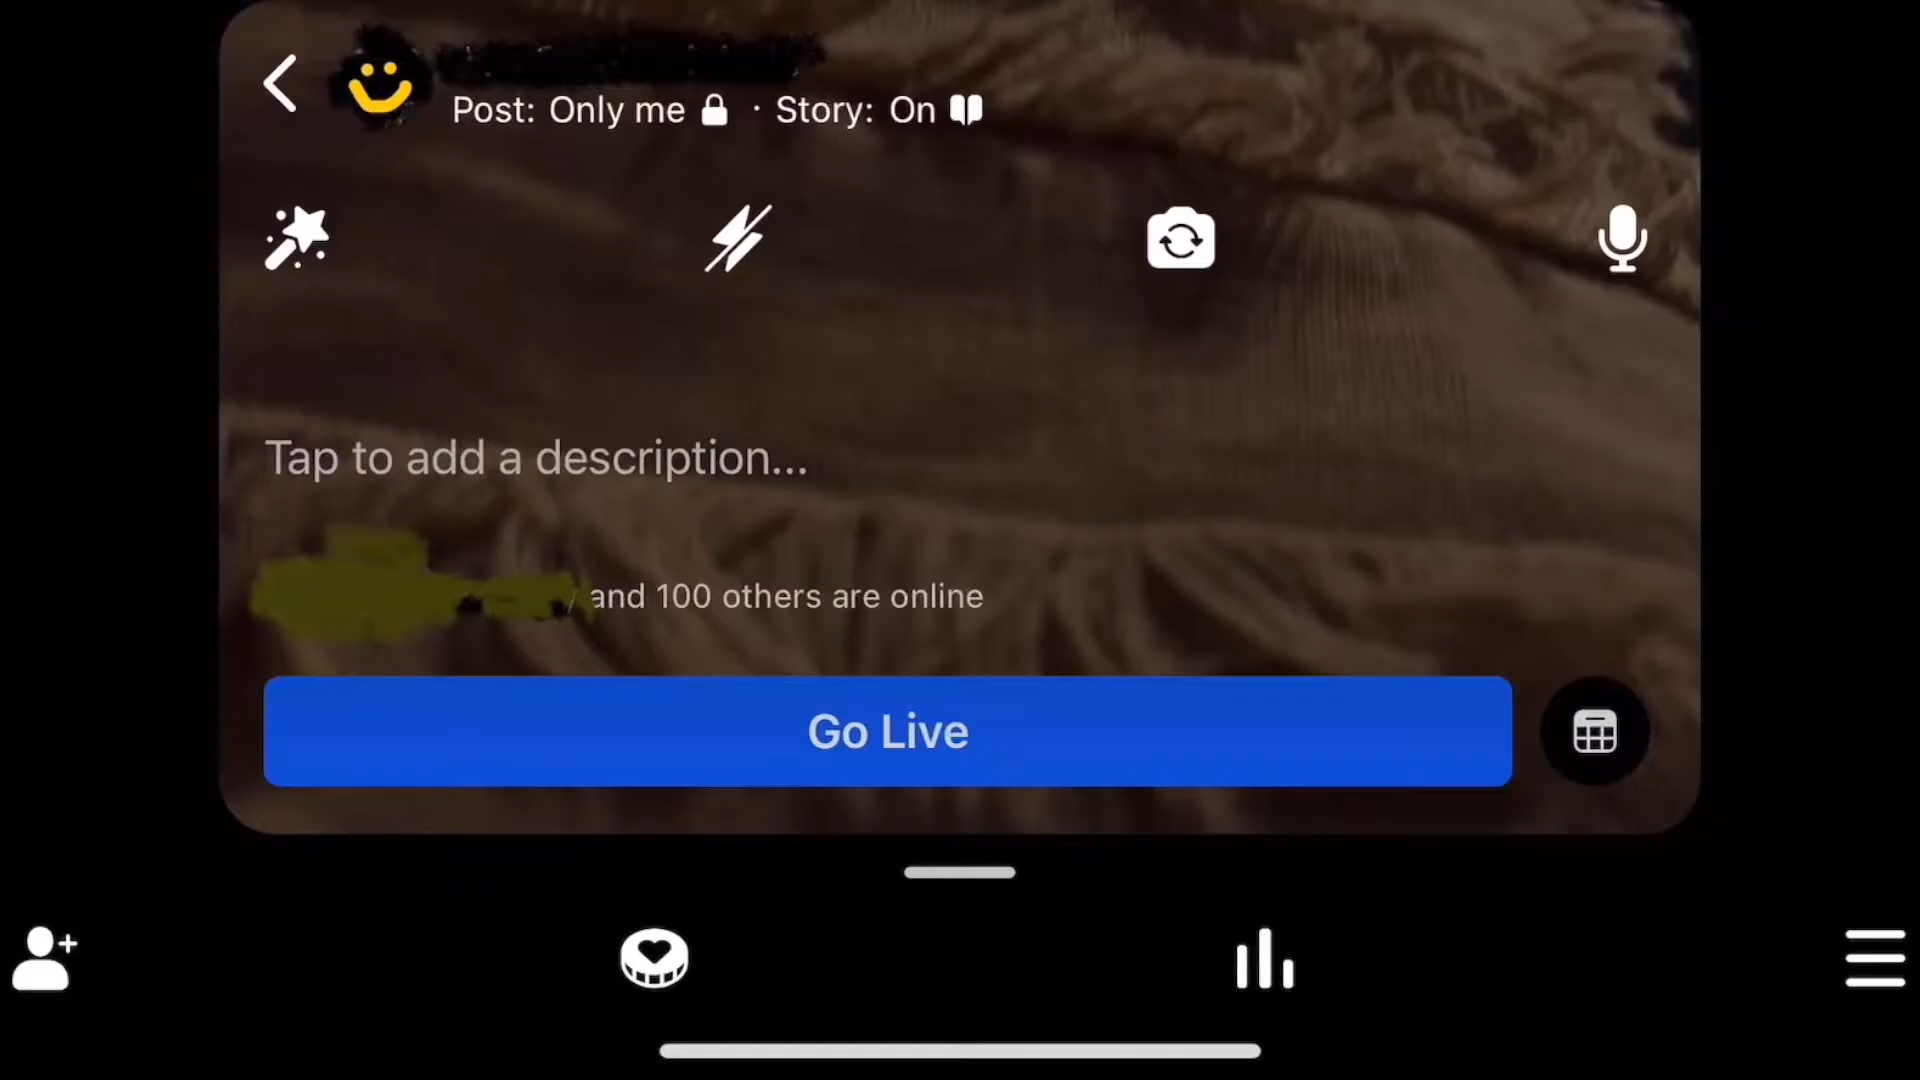 Post: Only me · Story: On
Tap to add a description...
and 100 others are online
Go Live